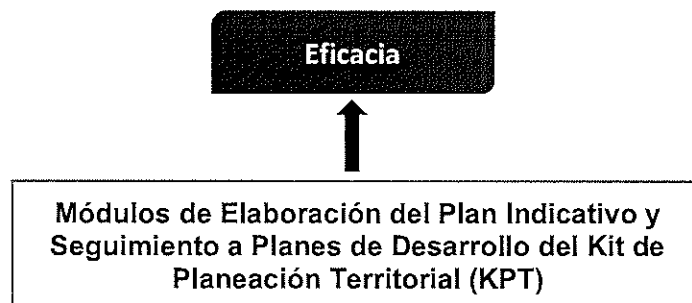 Eficacia
Módulos de Elaboración del Plan Indicativo y
Seguimiento a Planes de Desarrollo del Kit de
Planeación Territorial (KPT)